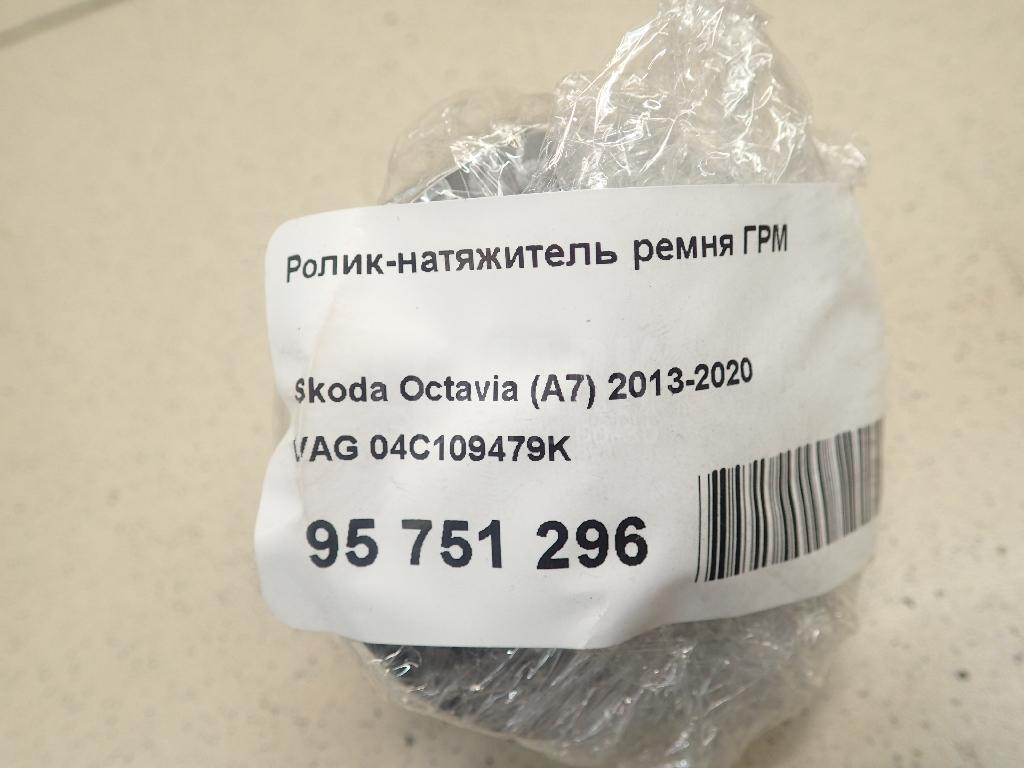 Ролик-натяжитель ремня ГРМ
Skoda Octavia (A7) 2013-2020
VAG 04C109479K
95 751 296